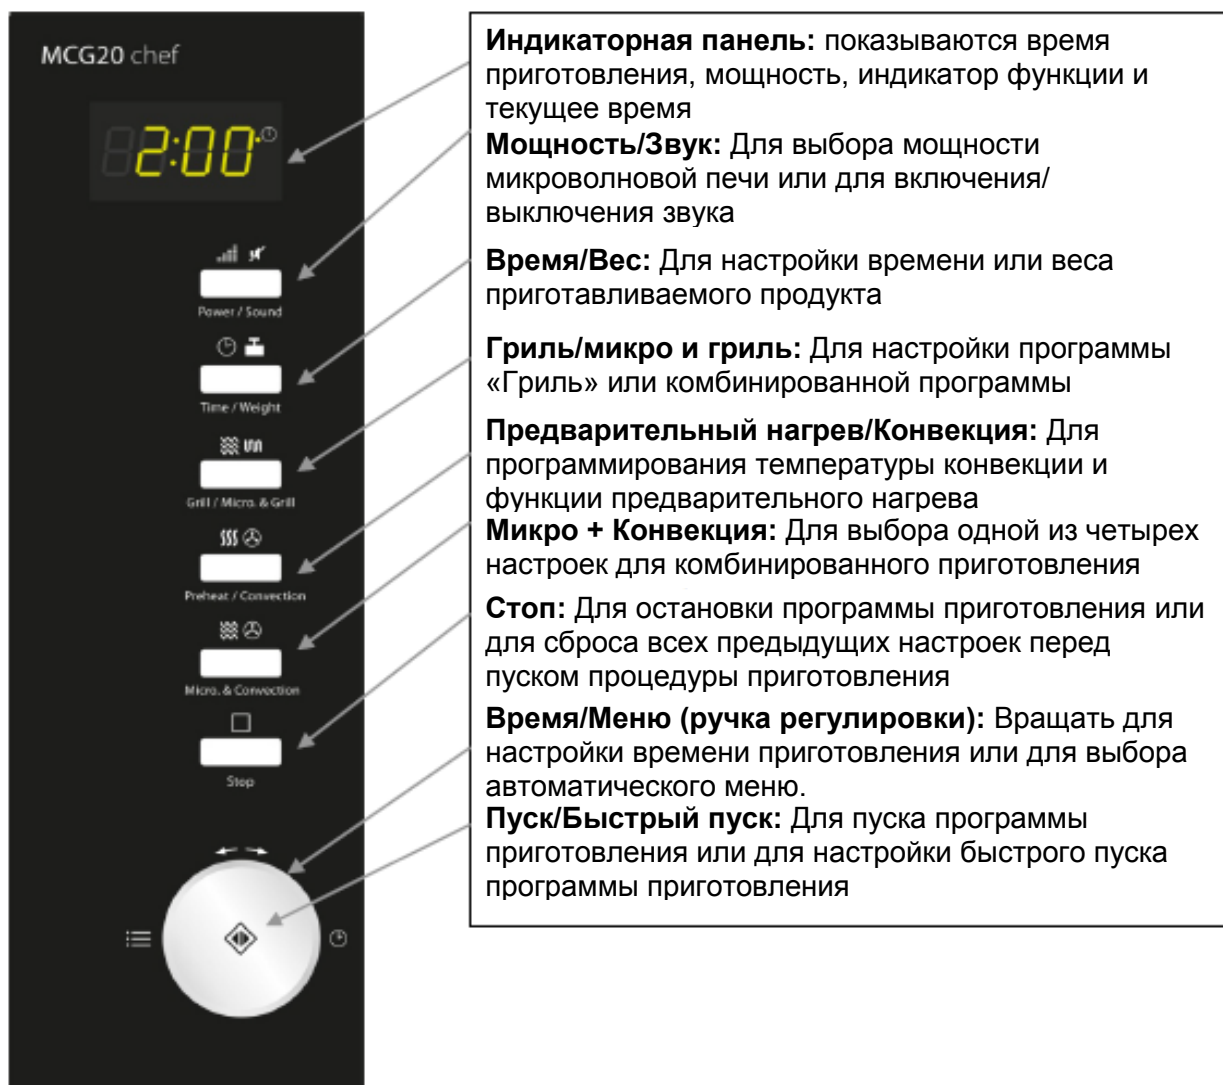 MCG20 chef
2:00
Power / Sound
Time / Weight
Grill / Micro. & Grill
Preheat / Convection
Micro. & Convection
Stop
Индикаторная панель: показываются время
приготовления, мощность, индикатор функции и
текущее время
Мощность/Звук: Для выбора мощности
микроволновой печи или для включения/
выключения звука
Время/Вес: Для настройки времени или веса
приготавливаемого продукта
Гриль/микро и гриль: Для настройки программы
«Гриль» или комбинированной программы
Предварительный нагрев/Конвекция: Для
программирования температуры конвекции и
функции предварительного нагрева
Микро + Конвекция: Для выбора одной из четырех
настроек для комбинированного приготовления
Стоп: Для остановки программы приготовления или
для сброса всех предыдущих настроек перед
пуском процедуры приготовления
Время/Меню (ручка регулировки): Вращать для
настройки времени приготовления или для выбора
автоматического меню.
Пуск/Быстрый пуск: Для пуска программы
приготовления или для настройки быстрого пуска
программы приготовления